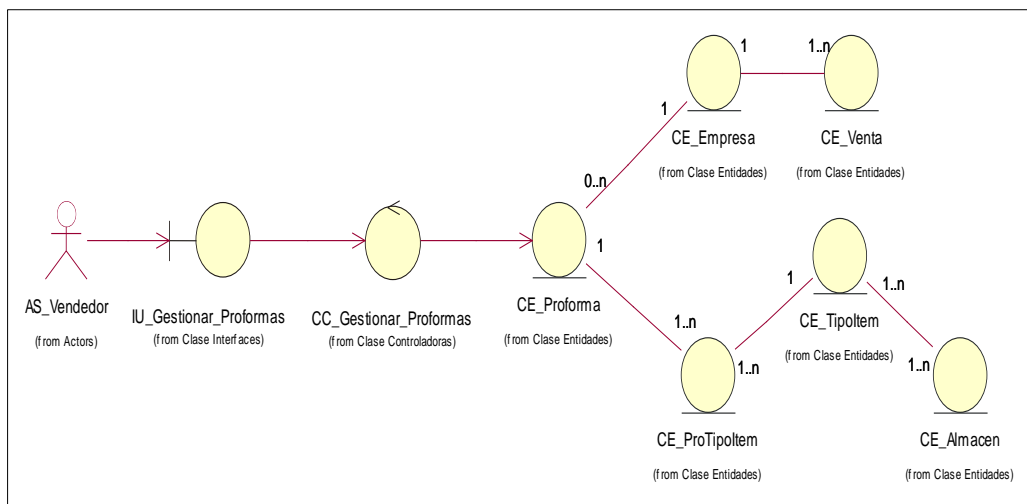 1
1..n
CE_Empresa
(from Clase Entidades)
CE_Venta
(from Clase Entidades)
1
0..n
AS_Vendedor
(from Actors)
IU_Gestionar_Proformas
(from Clase Interfaces)
CC_Gestionar_Proformas
(from Clase Controladoras)
CE_Proforma
(from Clase Entidades)
1
1..n
CE_ProTipoItem
(from Clase Entidades)
1
1..n
CE_TipoItem
(from Clase Entidades)
1..n
1..n
CE_Almacen
(from Clase Entidades)